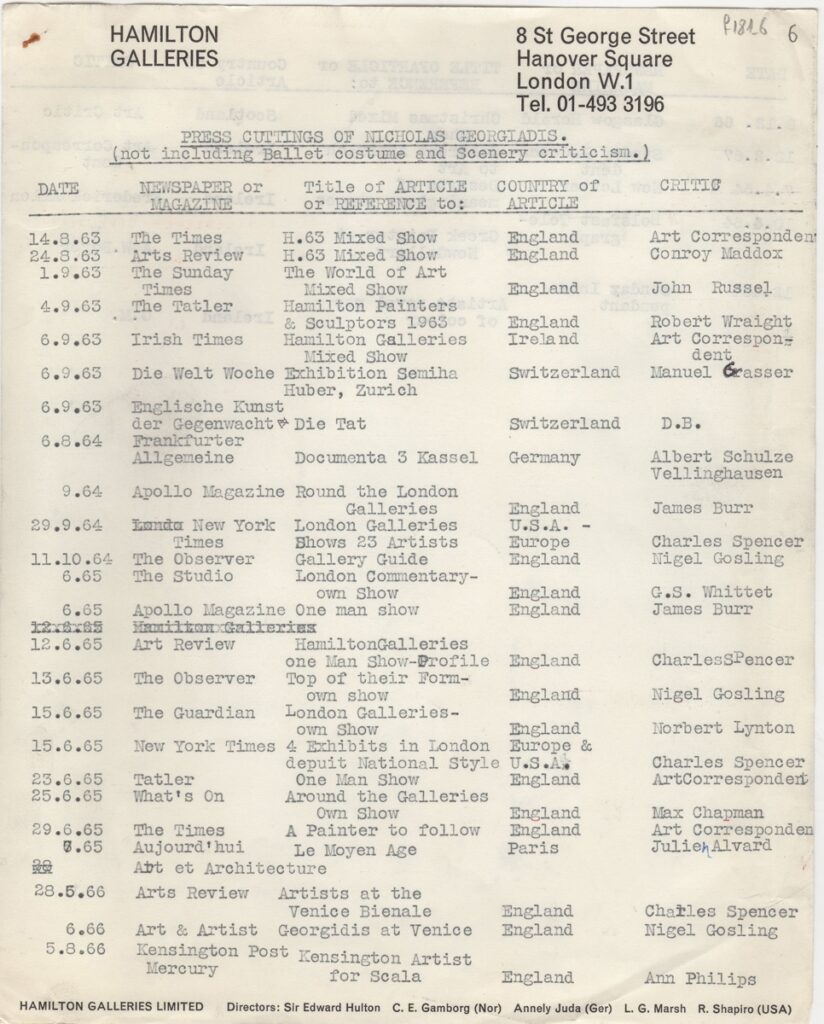 HAMILTON
GALLERIES
8 St George Street
Hanover Square
London W.1
Tel. 01-493 3196
6
PRESS CUTTINGS OF NICHOLAS GEORGIADIS.
(not including Ballet costume and Scenery criticism.)
DATE NEWSPAPER or Title of ARTICLE COUNTRY of CRITIC
MAGAZINE or REFERENCE to: ARTICLE
14.8.63 The Times H.63 Mixed Show England Art Correspondent
24.8.63 Arts Review H.63 Mixed Show England Conroy Maddox
1.9.63 The Sunday The World of Art
Times Mixed Show England John Russel
4.9.63 The Tatler Hamilton Painters
& Sculptors 1963 England Robert Wraight
6.9.63 Irish Times Hamilton Galleries Ireland Art Correspon-
Mixed Show dent
6.9.63 Die Welt Woche Exhibition Semiha Switzerland Manuel Grasser
Huber, Zurich
6.9.63 Englische Kunst
der Gegenwacht Die Tat Switzerland D.B.
6.8.64 Frankfurter
Allgemeine Documenta 3 Kassel Germany Albert Schulze
Vellinghausen
9.64 Apollo Magazine Round the London
Galleries England James Burr
29.9.64 New York London Galleries U.S.A. -
Times Shows 23 Artists Europe Charles Spencer
11.10.64 The Observer Gallery Guide England Nigel Gosling
6.65 The Studio London Commentary-
own Show England G.S. Whittet
6.65 Apollo Magazine One man show England James Burr
12.6.65 Hamilton Galleries
12.6.65 Art Review HamiltonGalleries
one Man Show-Profile England CharlesSpencer
13.6.65 The Observer Top of their Form-
own show England Nigel Gosling
15.6.65 The Guardian London Galleries-
own Show England Norbert Lynton
15.6.65 New York Times 4 Exhibits in London Europe &
depuit National Style U.S.A. Charles Spencer
23.6.65 Tatler One Man Show England ArtCorrespondent
25.6.65 What's On Around the Galleries
Own Show England Max Chapman
29.6.65 The Times A Painter to follow England Art Corresponden
7.65 Aujourd'hui Le Moyen Age Paris Julien Alvard
Art et Architecture
28.5.66 Arts Review Artists at the
Venice Bienale England Charles Spencer
6.66 Art & Artist Georgidis at Venice England Nigel Gosling
5.8.66 Kensington Post Kensington Artist
Mercury for Scala England Ann Philips
HAMILTON GALLERIES LIMITED Directors: Sir Edward Hulton C. E. Gamborg (Nor) Annely Juda (Ger) L. G. Marsh R. Shapiro (USA)